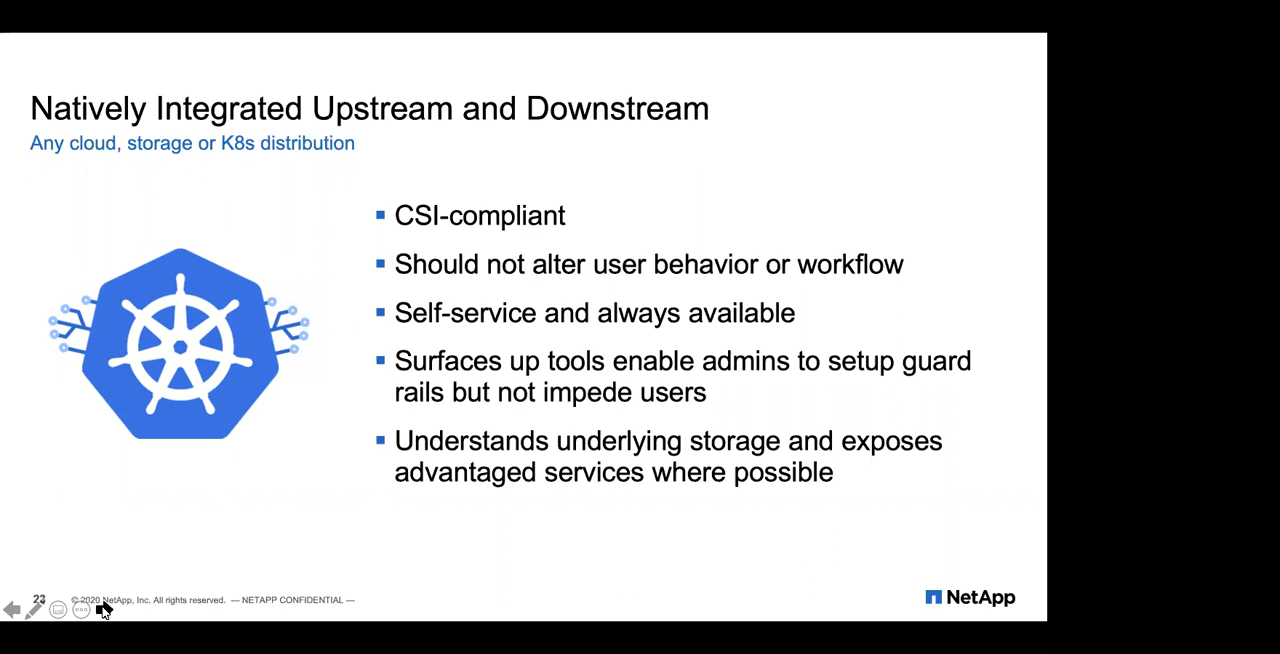 Natively Integrated Upstream and Downstream
Any cloud, storage or K8s distribution
▪ CSI-compliant
▪ Should not alter user behavior or workflow
▪ Self-service and always available
▪ Surfaces up tools enable admins to setup guard
rails but not impede users
▪ Understands underlying storage and exposes
advantaged services where possible
23 © 2020 NetApp, Inc. All rights reserved. — NETAPP CONFIDENTIAL —
NetApp